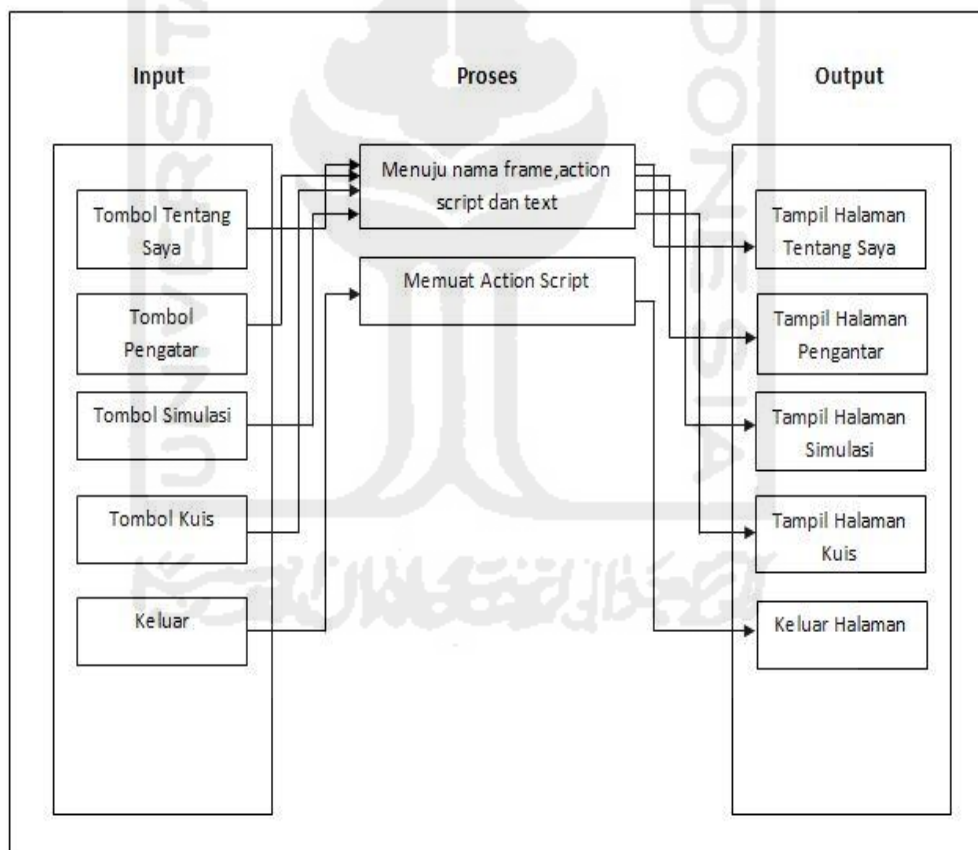 Input
Proses
Output
Tombol Tentang
Saya
Tombol
Pengatar
Tombol Simulasi
Tombol Kuis
Keluar
Menuju nama frame,action
script dan text
Memuat Action Script
Tampil Halaman
Tentang Saya
Tampil Halaman
Pengantar
Tampil Halaman
Simulasi
Tampil Halaman
Kuis
Keluar Halaman